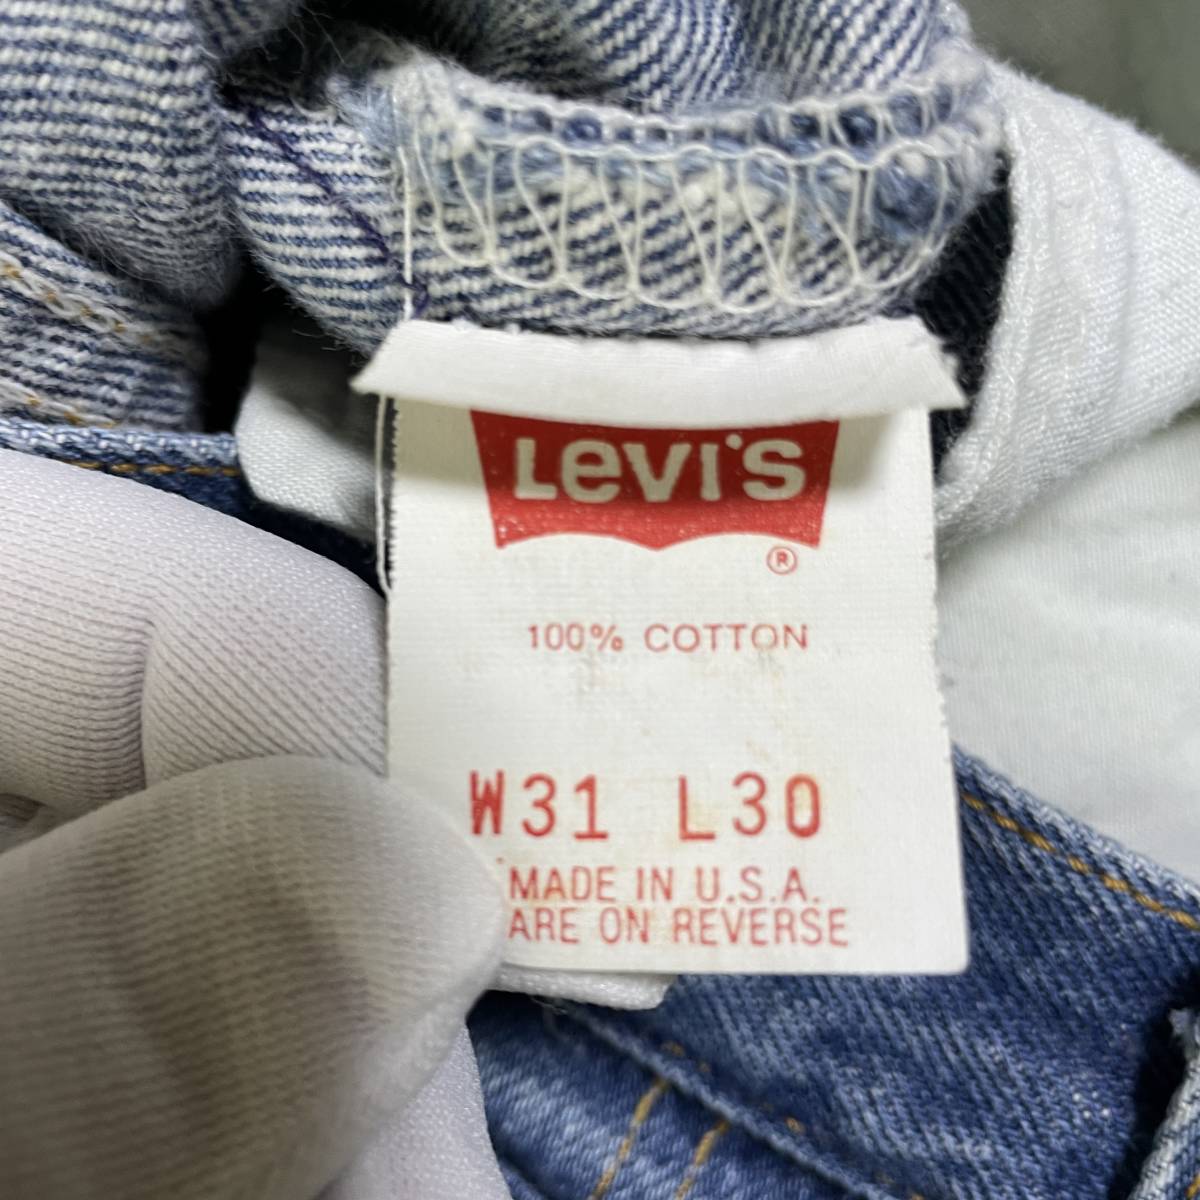 LEVI'S
®
100% COTTON
W31 L30
MADE IN U.S.A.
ARE ON REVERSE